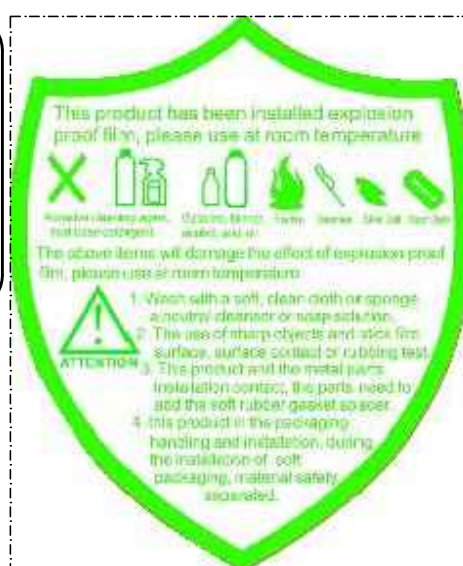 This product has been installed explosion
proof film, please use at room temperature
The above items will damage the effect of explosion proof
film, please use at room temperature
ATTENTION
1. Wash with a soft, clean cloth or sponge
a neutral cleanser or soap solution.
2. The use of sharp objects and stick film
surface, surface contact or rubbing test.
3. This product and the metal parts
installation contact, the parts need to
add the soft rubber gasket spacer.
4. this product in the packaging
handling and installation, during
the installation of soft
packaging, material safety
separated.